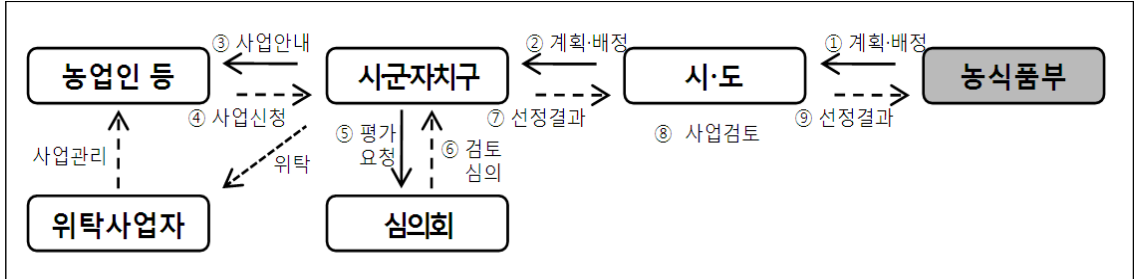 ③ 사업안내
② 계획·배정
① 계획·배정
농업인 등
시·군·자치구
시·도
농식품부
④ 사업신청
⑦ 선정결과
⑧ 사업검토
⑨ 선정결과
사업관리
위탁
⑤ 평가
요청
⑥ 검토
심의
위탁사업자
심의회